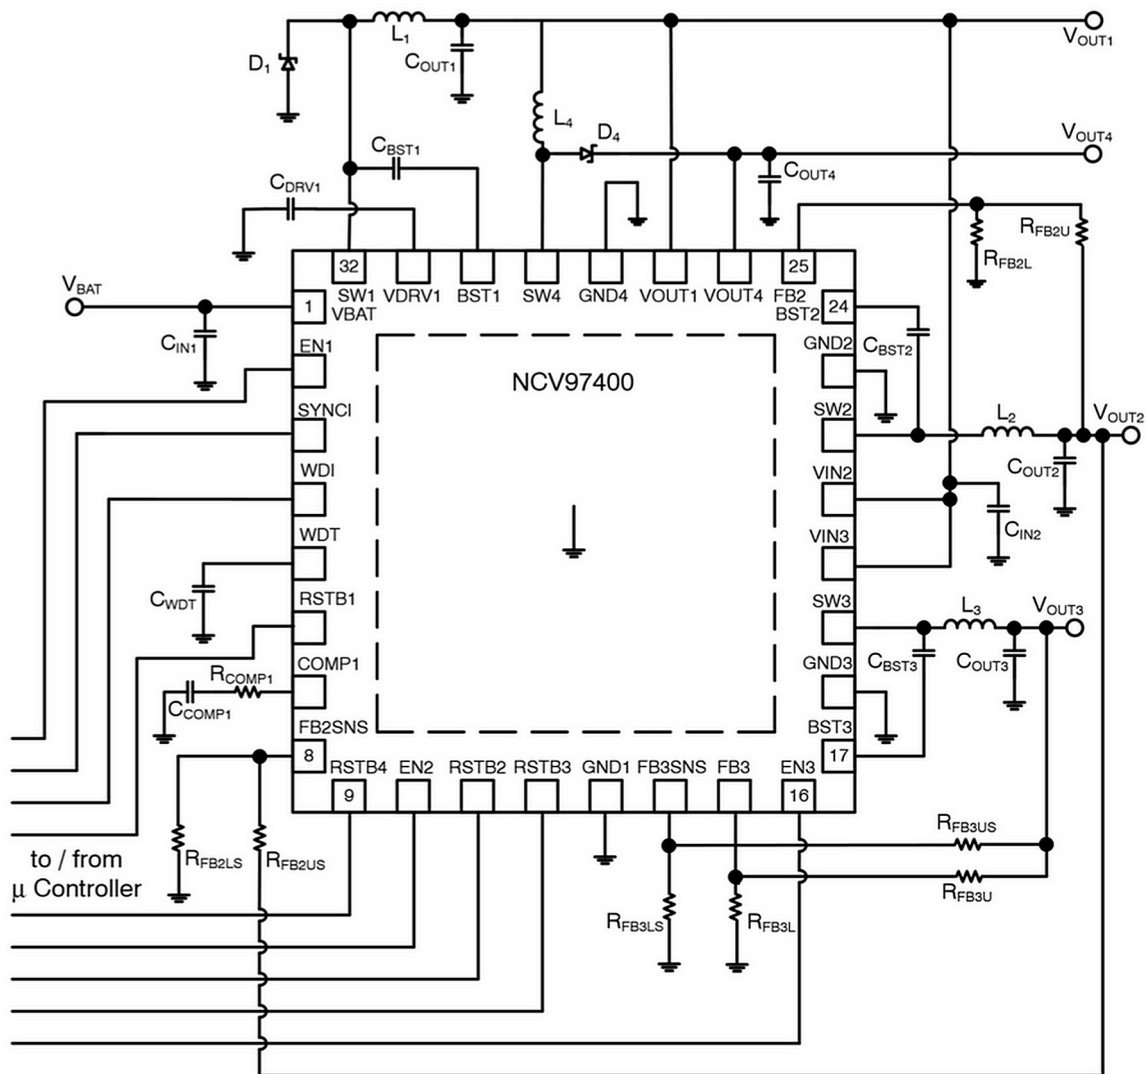 L1
VOUT1
D1
COUT1
L4
D4
VOUT4
CBST1
COUT4
CDRV1
RFB2U
RFB2L
32
25
SW1
VDRV1
BST1
SW4
GND4
VOUT1
VOUT4
FB2
VBAT
1
VBAT
BST2
24
CIN1
EN1
GND2
CBST2
NCV97400
SYNCI
SW2
L2
VOUT2
WDI
VIN2
COUT2
WDT
VIN3
CIN2
CWDT
RSTB1
SW3
L3
VOUT3
COMP1
GND3
CBST3
COUT3
RCOMP1
CCOMP1
FB2SNS
BST3
8
17
RSTB4
EN2
RSTB2
RSTB3
GND1
FB3SNS
FB3
EN3
9
16
RFB3US
to / from
μ Controller
RFB2LS
RFB2US
RFB3U
RFB3LS
RFB3L